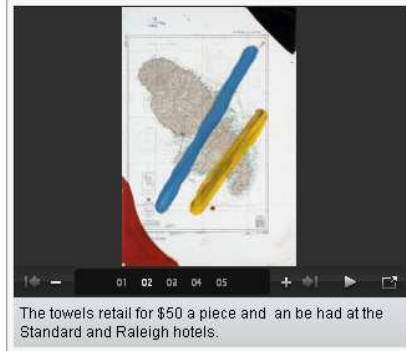 01 02 03 04 05
The towels retail for $50 a piece and  an be had at the
Standard and Raleigh hotels.